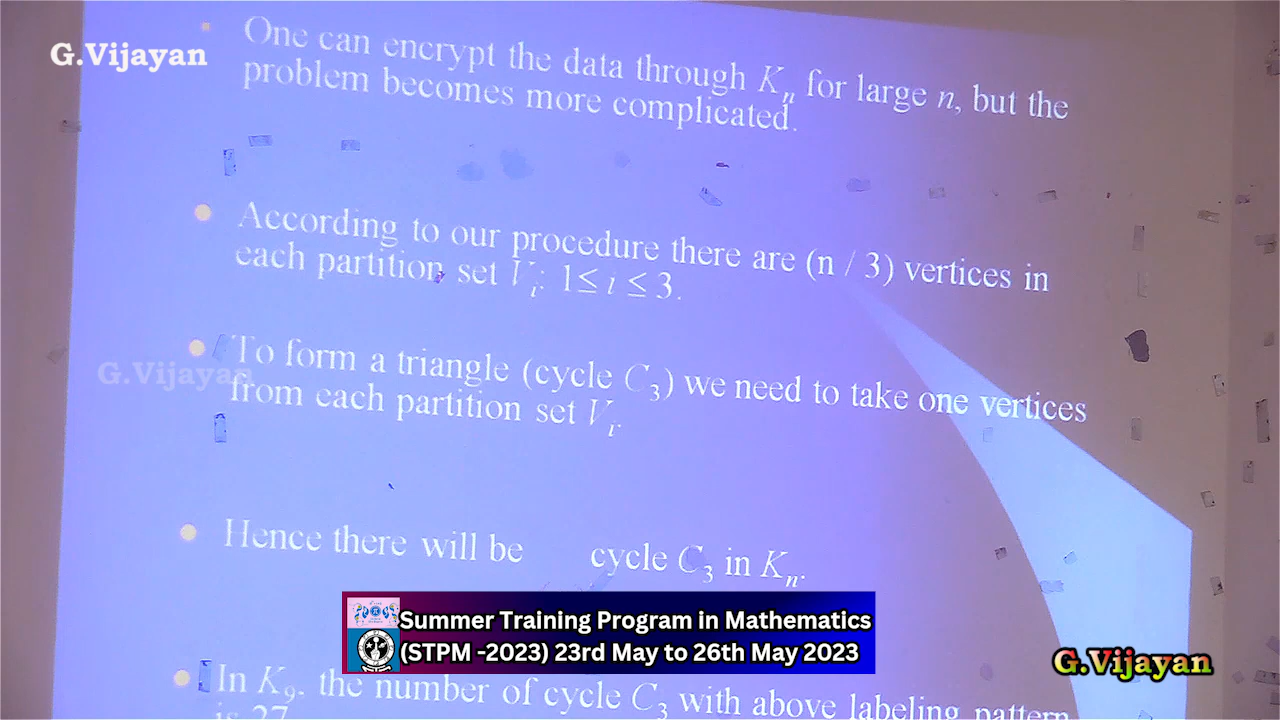 G.Vijayan
One can encrypt the data through Kn for large n, but the
problem becomes more complicated.
According to our procedure there are (n / 3) vertices in
each partition set Vi: 1≤ i ≤ 3.
To form a triangle (cycle C3) we need to take one vertices
from each partition set Vi.
G.Vijayan
Hence there will be cycle C3 in Kn.
Summer Training Program in Mathematics
(STPM -2023) 23rd May to 26th May 2023
G.Vijayan
In K9, the number of cycle C3 with above labeling pattern
is 27